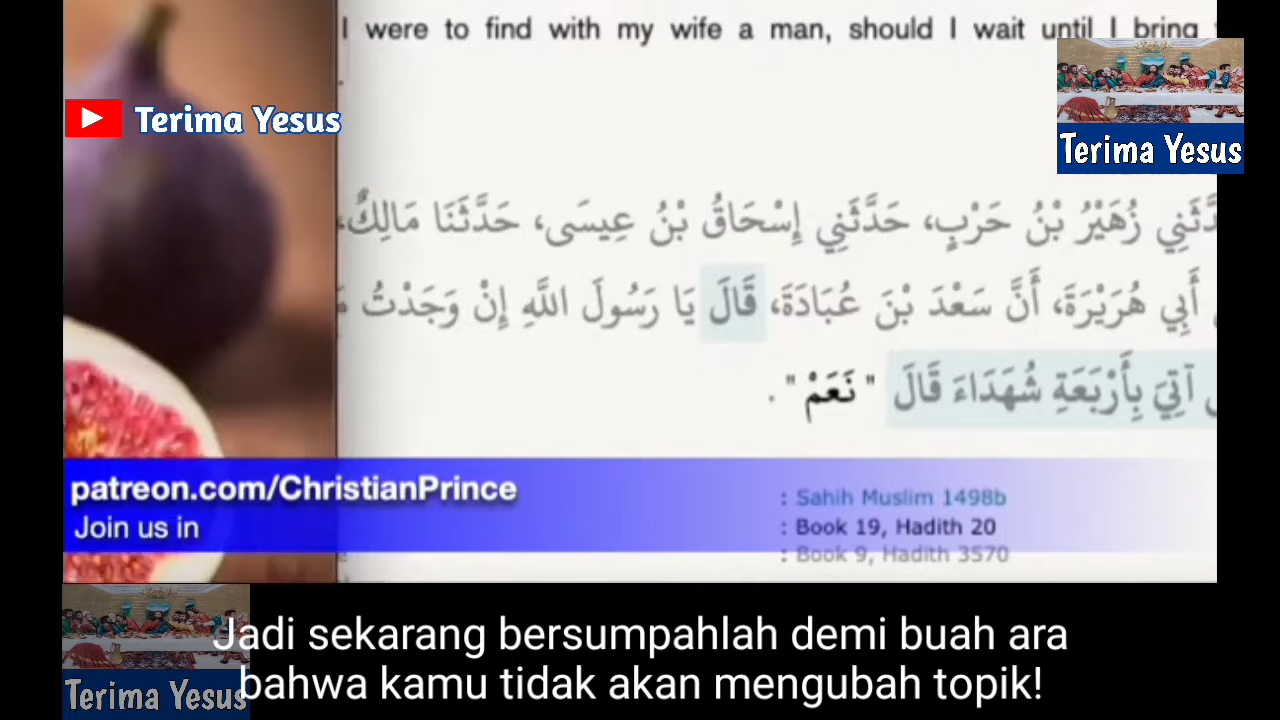 I were to find with my wife a man, should I wait until I bring
Terima Yesus
Terima Yesus
زُهَيْرُ بْنُ حَرْبٍ، حَدَّثَنِي إِسْحَاقُ بْنُ عِيسَى، حَدَّثَنَا مَالِكٌ،
أَبِي هُرَيْرَةَ، أَنَّ سَعْدَ بْنَ عُبَادَةَ، قَالَ يَا رَسُولَ اللَّهِ إِنْ وَجَدْتُ
آتِيَ بِأَرْبَعَةِ شُهَدَاءَ قَالَ " نَعَمْ " .
patreon.com/ChristianPrince
Join us in
: Sahih Muslim 1498b
: Book 19, Hadith 20
: Book 9, Hadith 3570
Jadi sekarang bersumpahlah demi buah ara
bahwa kamu tidak akan mengubah topik!
Terima Yesus